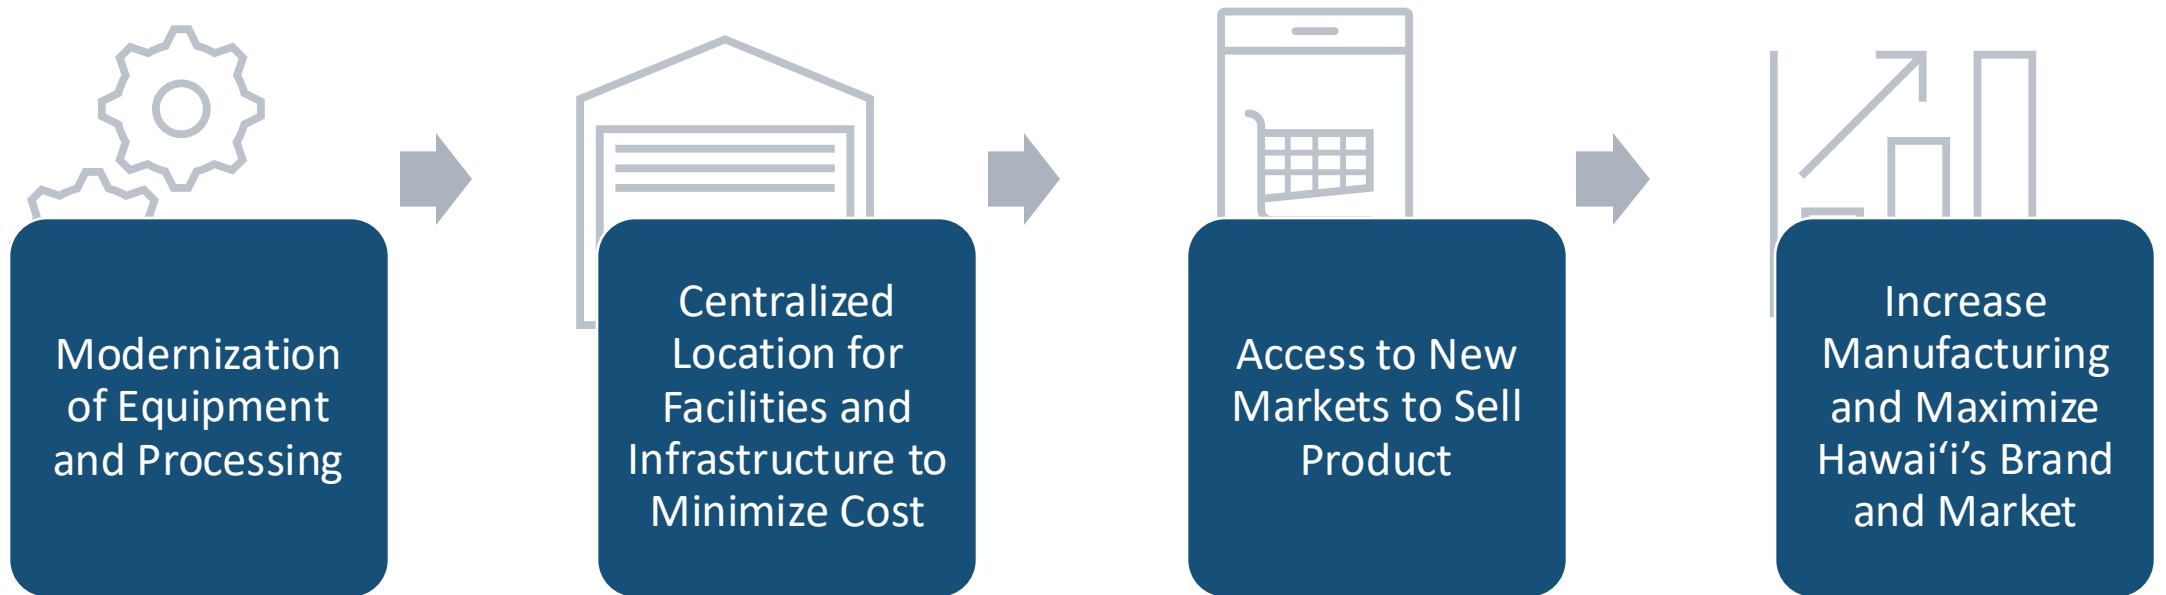 Modernization
of Equipment
and Processing
Centralized
Location for
Facilities and
Infrastructure to
Minimize Cost
Access to New
Markets to Sell
Product
Increase
Manufacturing
and Maximize
Hawai‘i’s Brand
and Market